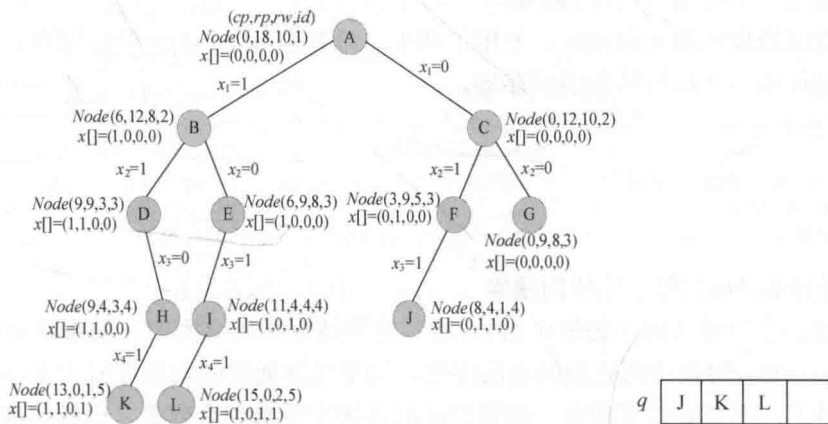 (cp,rp,rw,id)
Node(0,18,10,1)
x[]=(0,0,0,0)
A
x₁=1
x₁=0
Node(6,12,8,2)
x[]=(1,0,0,0)
B
C
Node(0,12,10,2)
x[]=(0,0,0,0)
x₂=1
x₂=0
x₂=1
x₂=0
Node(9,9,3,3)
x[]=(1,1,0,0)
D
E
Node(6,9,8,3)
x[]=(1,0,0,0)
Node(3,9,5,3)
x[]=(0,1,0,0)
F
G
Node(0,9,8,3)
x[]=(0,0,0,0)
x₃=0
x₃=1
x₃=1
Node(9,4,3,4)
x[]=(1,1,0,0)
H
I
Node(11,4,4,4)
x[]=(1,0,1,0)
J
Node(8,4,1,4)
x[]=(0,1,1,0)
x₄=1
x₄=1
Node(13,0,1,5)
x[]=(1,1,0,1)
K
L
Node(15,0,2,5)
x[]=(1,0,1,1)
q J K L